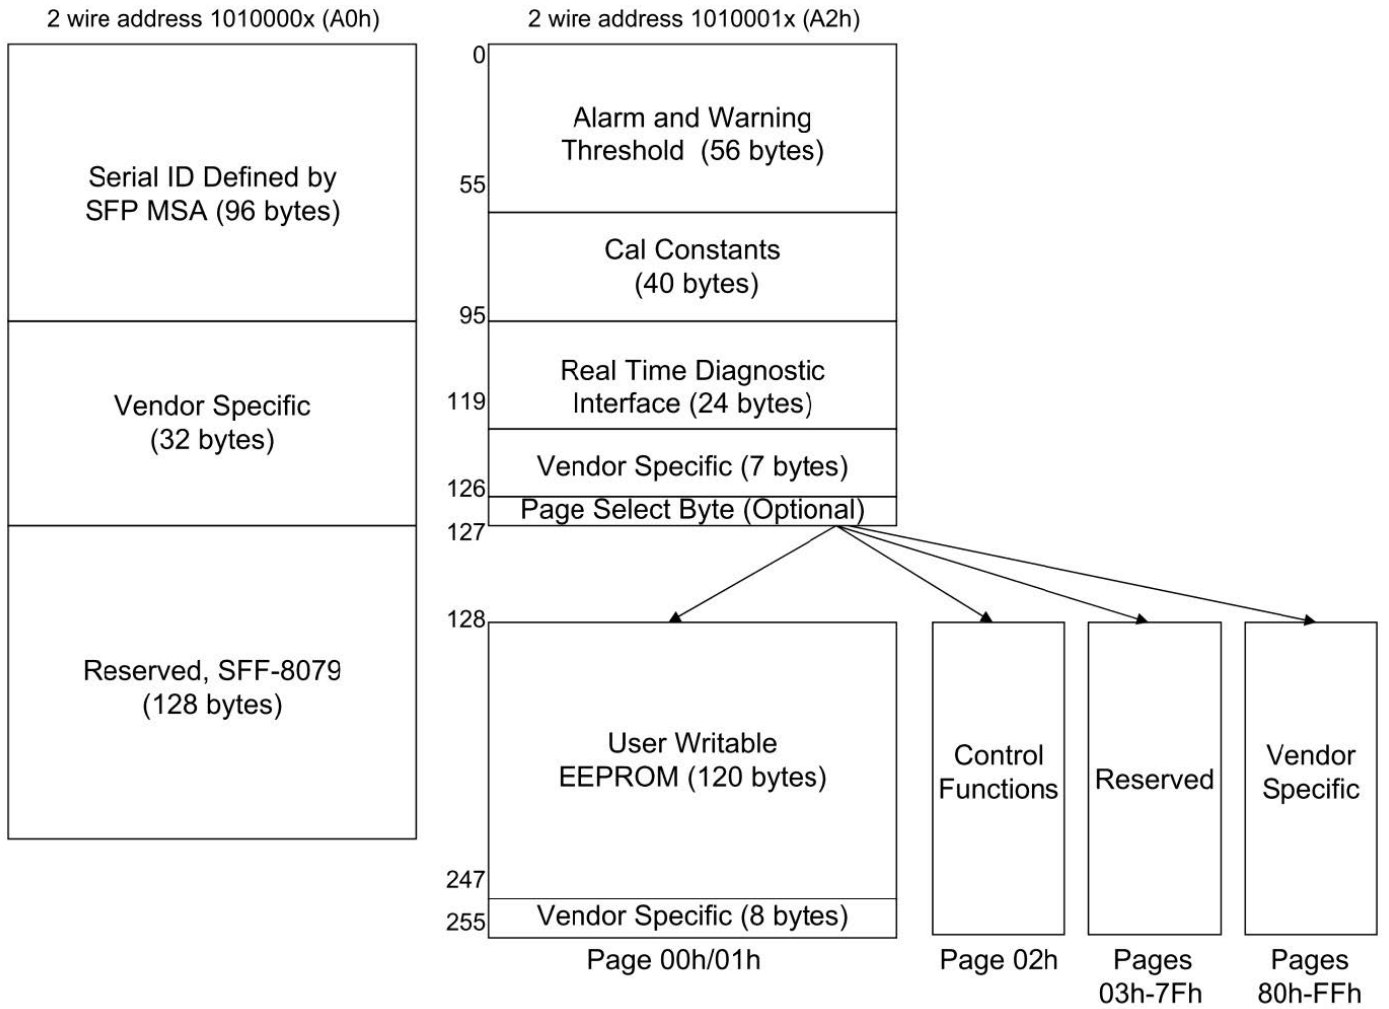 2 wire address 1010000x (A0h)
Serial ID Defined by
SFP MSA (96 bytes)
Vendor Specific
(32 bytes)
Reserved, SFF-8079
(128 bytes)
2 wire address 1010001x (A2h)
0
Alarm and Warning
Threshold (56 bytes)
55
Cal Constants
(40 bytes)
95
Real Time Diagnostic
Interface (24 bytes)
119
Vendor Specific (7 bytes)
126
Page Select Byte (Optional)
127
128
User Writable
EEPROM (120 bytes)
247
Vendor Specific (8 bytes)
255
Page 00h/01h
Control
Functions
Page 02h
Reserved
Pages
03h-7Fh
Vendor
Specific
Pages
80h-FFh